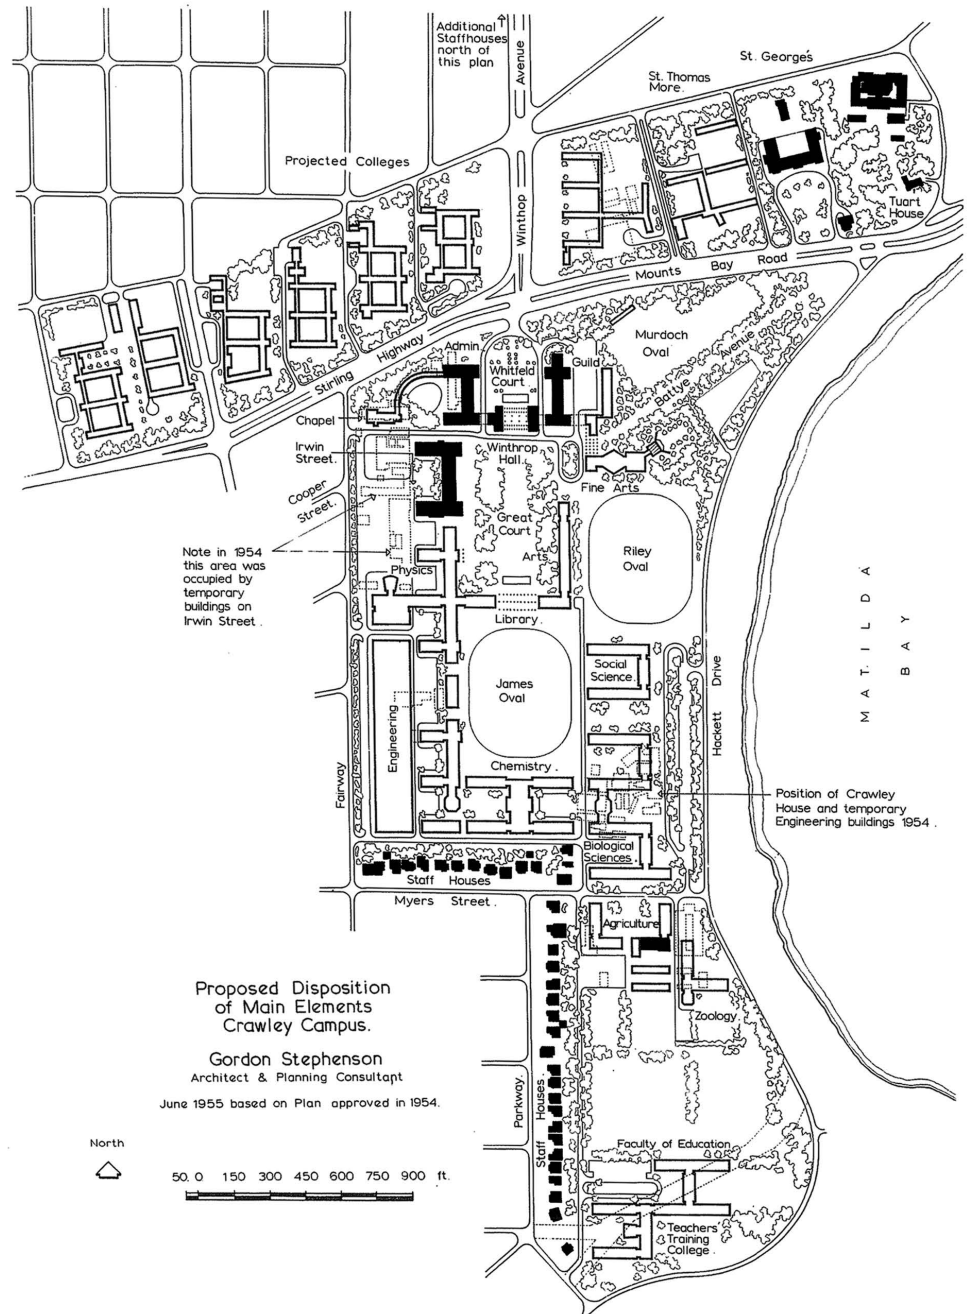 Additional
Staffhouses
north of
this plan
Avenue
Winthrop
St. George's
St. Thomas
More.
Projected Colleges
Tuart
House
Mounts Bay Road
Stirling Highway
Murdoch
Oval
Batye Avenue
Admin.
Whitfeld
Court.
Guild
Chapel
Irwin
Street.
Winthrop
Hall.
Cooper
Street.
Fine Arts
Great
Court
Arts
Riley
Oval
Note in 1954
this area was
occupied by
temporary
buildings on
Irwin Street.
Physics
Library.
MATILDA
BAY
Social
Science.
James
Oval
Hackett Drive
Engineering
Fairway
Chemistry.
Position of Crawley
House and temporary
Engineering buildings 1954.
Biological
Sciences.
Staff Houses
Myers Street.
Agriculture
Zoology.
Proposed Disposition
of Main Elements
Crawley Campus.
Gordon Stephenson
Architect & Planning Consultant
June 1955 based on Plan approved in 1954.
Parkway.
Staff Houses.
North
50. 0 150 300 450 600 750 900 ft.
Faculty of Education
Teachers'
Training
College.